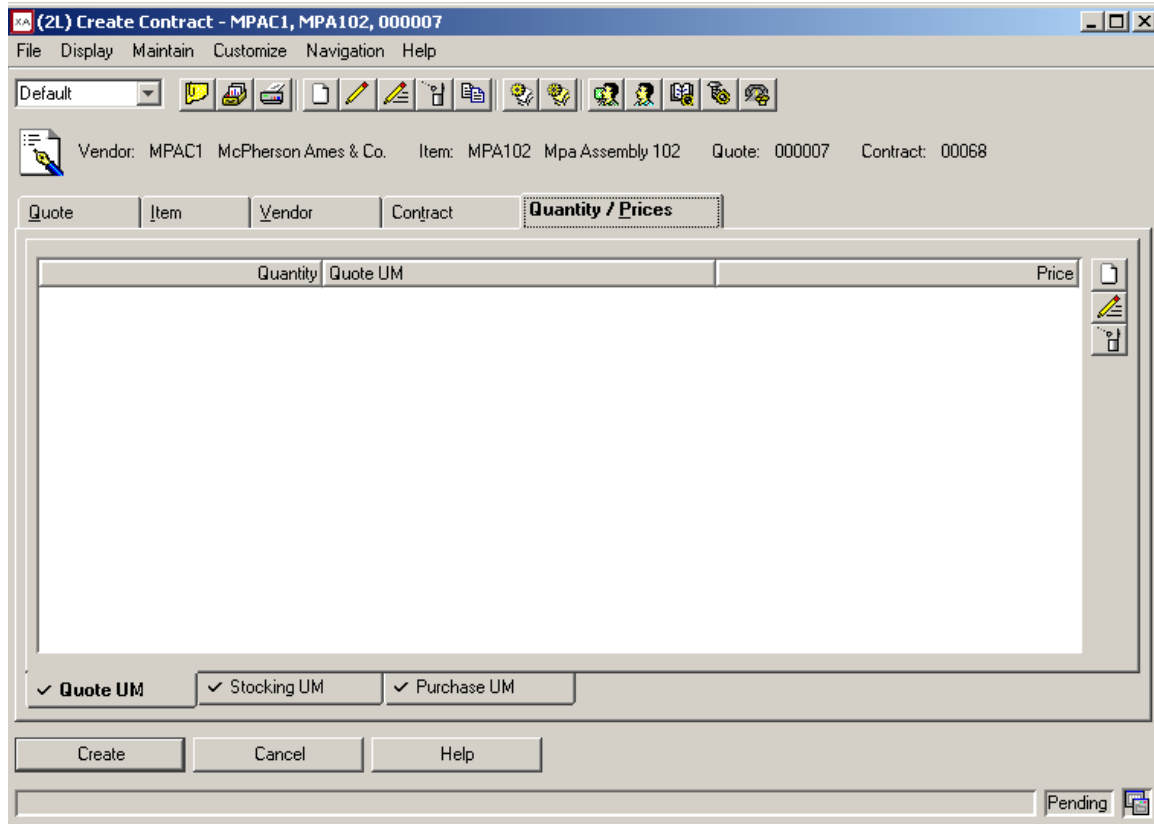 XA (2L) Create Contract - MPAC1, MPA102, 000007
File Display Maintain Customize Navigation Help
Default
Vendor: MPAC1 McPherson Ames & Co. Item: MPA102 Mpa Assembly 102 Quote: 000007 Contract: 00068
Quote Item Vendor Contract Quantity / Prices
Quantity Quote UM Price
✓ Quote UM ✓ Stocking UM ✓ Purchase UM
Create Cancel Help
Pending